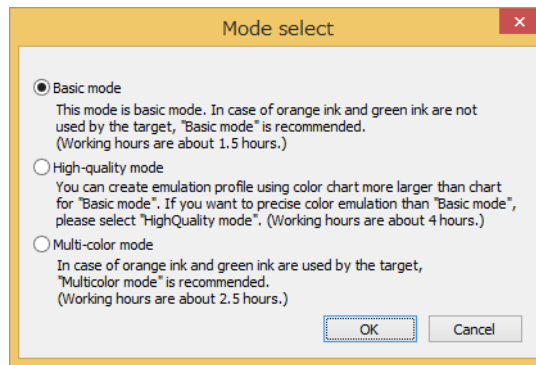 Mode select
Basic mode
This mode is basic mode. In case of orange ink and green ink are not
used by the target, "Basic mode" is recommended.
(Working hours are about 1.5 hours.)
High-quality mode
You can create emulation profile using color chart more larger than chart
for "Basic mode". If you want to precise color emulation than "Basic mode",
please select "HighQuality mode". (Working hours are about 4 hours.)
Multi-color mode
In case of orange ink and green ink are used by the target,
"Multicolor mode" is recommended.
(Working hours are about 2.5 hours.)
OK Cancel